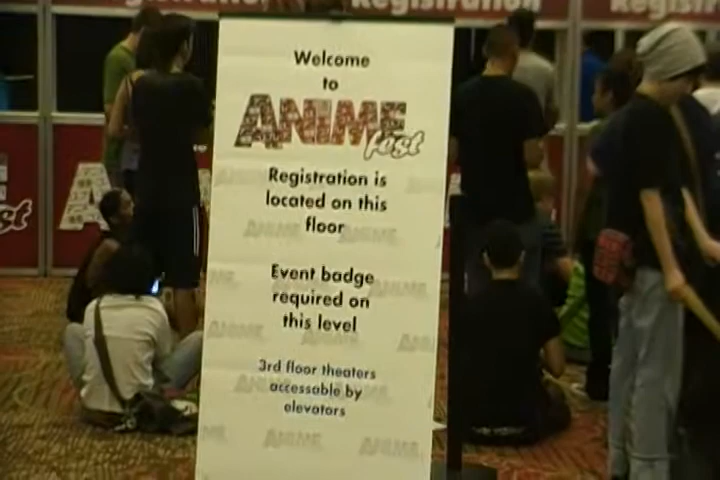 Registration
Registration
Welcome
to
ANIME
fest
Registration is
located on this
floor
Event badge
required on
this level
3rd floor theaters
accessable by
elevators